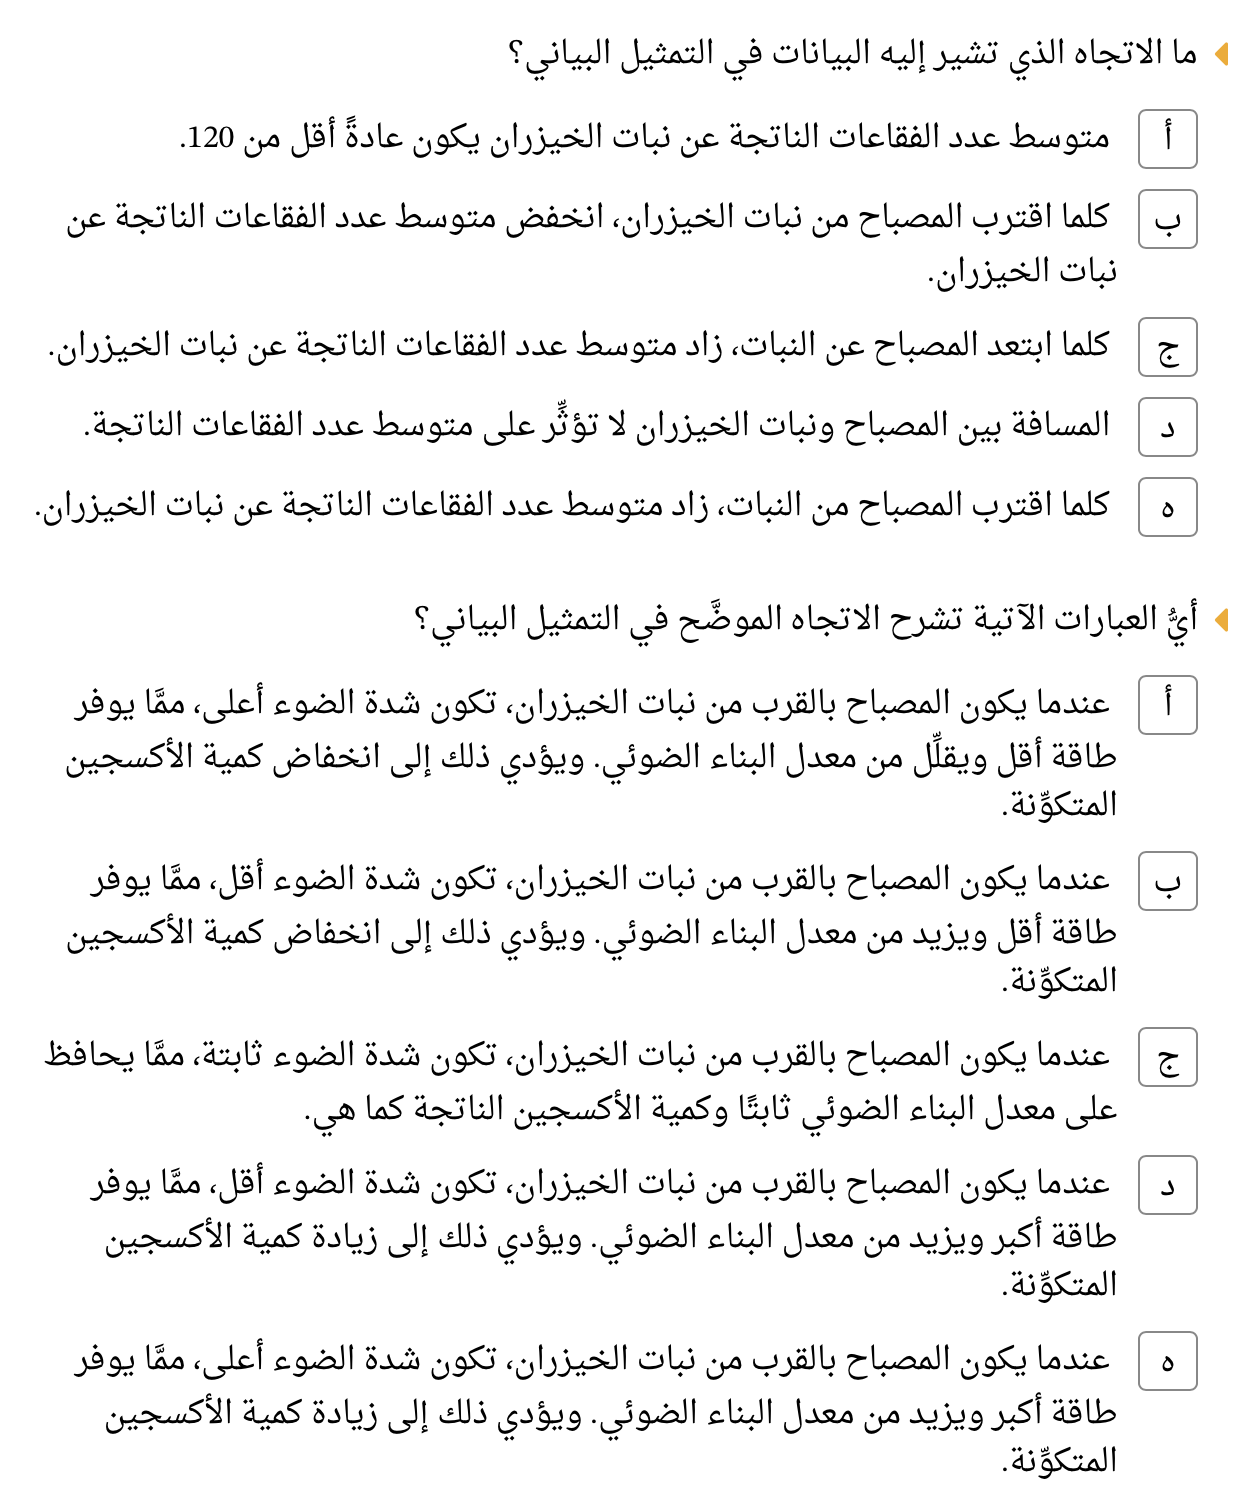 ما الاتجاه الذي تشير إليه البيانات في التمثيل البياني؟
أ متوسط عدد الفقاعات الناتجة عن نبات الخيزران يكون عادةً أقل من 120.
ب كلما اقترب المصباح من نبات الخيزران، انخفض متوسط عدد الفقاعات الناتجة عن
نبات الخيزران.
ج كلما ابتعد المصباح عن النبات، زاد متوسط عدد الفقاعات الناتجة عن نبات الخيزران.
د المسافة بين المصباح ونبات الخيزران لا تؤثِّر على متوسط عدد الفقاعات الناتجة.
ه كلما اقترب المصباح من النبات، زاد متوسط عدد الفقاعات الناتجة عن نبات الخيزران.
أيُّ العبارات الآتية تشرح الاتجاه الموضَّح في التمثيل البياني؟
أ عندما يكون المصباح بالقرب من نبات الخيزران، تكون شدة الضوء أعلى، ممَّا يوفر
طاقة أقل ويقلِّل من معدل البناء الضوئي. ويؤدي ذلك إلى انخفاض كمية الأكسجين
المتكوِّنة.
ب عندما يكون المصباح بالقرب من نبات الخيزران، تكون شدة الضوء أقل، ممَّا يوفر
طاقة أقل ويزيد من معدل البناء الضوئي. ويؤدي ذلك إلى انخفاض كمية الأكسجين
المتكوِّنة.
ج عندما يكون المصباح بالقرب من نبات الخيزران، تكون شدة الضوء ثابتة، ممَّا يحافظ
على معدل البناء الضوئي ثابتًا وكمية الأكسجين الناتجة كما هي.
د عندما يكون المصباح بالقرب من نبات الخيزران، تكون شدة الضوء أقل، ممَّا يوفر
طاقة أكبر ويزيد من معدل البناء الضوئي. ويؤدي ذلك إلى زيادة كمية الأكسجين
المتكوِّنة.
ه عندما يكون المصباح بالقرب من نبات الخيزران، تكون شدة الضوء أعلى، ممَّا يوفر
طاقة أكبر ويزيد من معدل البناء الضوئي. ويؤدي ذلك إلى زيادة كمية الأكسجين
المتكوِّنة.